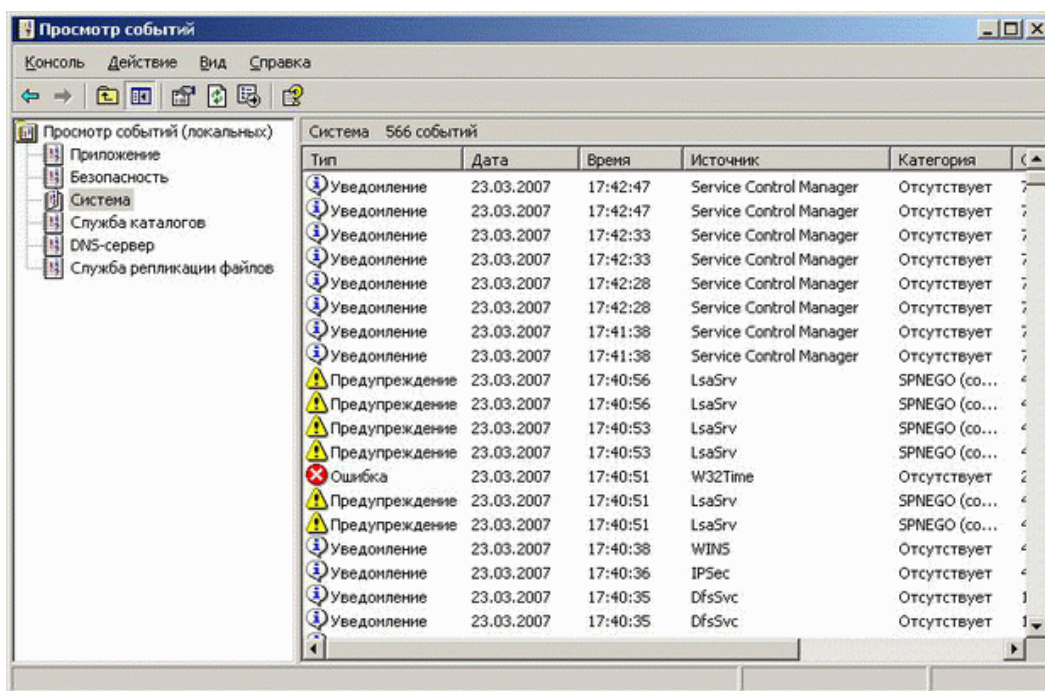 Просмотр событий
Консоль Действие Вид Справка
Просмотр событий (локальных)
Приложение
Безопасность
Система
Служба каталогов
DNS-сервер
Служба репликации файлов
Система 566 событий
Тип Дата Время Источник Категория
Уведомление 23.03.2007 17:42:47 Service Control Manager Отсутствует
Уведомление 23.03.2007 17:42:47 Service Control Manager Отсутствует
Уведомление 23.03.2007 17:42:33 Service Control Manager Отсутствует
Уведомление 23.03.2007 17:42:33 Service Control Manager Отсутствует
Уведомление 23.03.2007 17:42:28 Service Control Manager Отсутствует
Уведомление 23.03.2007 17:42:28 Service Control Manager Отсутствует
Уведомление 23.03.2007 17:41:38 Service Control Manager Отсутствует
Уведомление 23.03.2007 17:41:38 Service Control Manager Отсутствует
Предупреждение 23.03.2007 17:40:56 LsaSrv SPNEGO (со...
Предупреждение 23.03.2007 17:40:56 LsaSrv SPNEGO (со...
Предупреждение 23.03.2007 17:40:53 LsaSrv SPNEGO (со...
Предупреждение 23.03.2007 17:40:53 LsaSrv SPNEGO (со...
Ошибка 23.03.2007 17:40:51 W32Time Отсутствует
Предупреждение 23.03.2007 17:40:51 LsaSrv SPNEGO (со...
Предупреждение 23.03.2007 17:40:51 LsaSrv SPNEGO (со...
Уведомление 23.03.2007 17:40:38 WINS Отсутствует
Уведомление 23.03.2007 17:40:36 IPSec Отсутствует
Уведомление 23.03.2007 17:40:35 DfsSvc Отсутствует
Уведомление 23.03.2007 17:40:35 DfsSvc Отсутствует